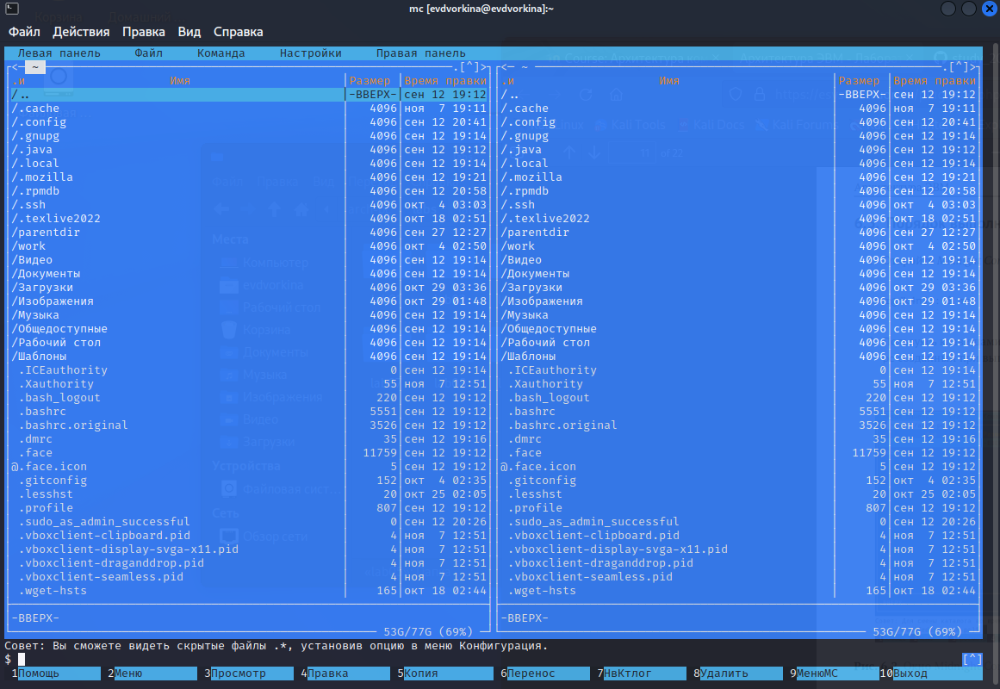 mc [evdvorkina@evdvorkina]:~
Файл Действия Правка Вид Справка
Левая панель Файл Команда Настройки Правая панель
<— ~ .[^]> <— ~ .[^]>
.и Имя Размер Время правки .и Имя Размер Время правки
/.. -ВВЕРХ- сен 12 19:12 /.. -ВВЕРХ- сен 12 19:12
/.cache 4096 ноя 7 19:11 /.cache 4096 ноя 7 19:11
/.config 4096 сен 12 20:41 /.config 4096 сен 12 20:41
/.gnupg 4096 сен 12 19:14 /.gnupg 4096 сен 12 19:14
/.java 4096 сен 12 19:12 /.java 4096 сен 12 19:12
/.local 4096 сен 12 19:14 /.local 4096 сен 12 19:14
/.mozilla 4096 сен 12 19:21 /.mozilla 4096 сен 12 19:21
/.rpmdb 4096 сен 12 20:58 /.rpmdb 4096 сен 12 20:58
/.ssh 4096 окт 4 03:03 /.ssh 4096 окт 4 03:03
/.texlive2022 4096 окт 18 02:51 /.texlive2022 4096 окт 18 02:51
/parentdir 4096 сен 27 12:27 /parentdir 4096 сен 27 12:27
/work 4096 окт 4 02:50 /work 4096 окт 4 02:50
/Видео 4096 сен 12 19:14 /Видео 4096 сен 12 19:14
/Документы 4096 сен 12 19:14 /Документы 4096 сен 12 19:14
/Загрузки 4096 окт 29 03:36 /Загрузки 4096 окт 29 03:36
/Изображения 4096 окт 29 01:48 /Изображения 4096 окт 29 01:48
/Музыка 4096 сен 12 19:14 /Музыка 4096 сен 12 19:14
/Общедоступные 4096 сен 12 19:14 /Общедоступные 4096 сен 12 19:14
/Рабочий стол 4096 сен 12 19:14 /Рабочий стол 4096 сен 12 19:14
/Шаблоны 4096 сен 12 19:14 /Шаблоны 4096 сен 12 19:14
.ICEauthority 0 сен 12 19:14 .ICEauthority 0 сен 12 19:14
.Xauthority 55 ноя 7 12:51 .Xauthority 55 ноя 7 12:51
.bash_logout 220 сен 12 19:12 .bash_logout 220 сен 12 19:12
.bashrc 5551 сен 12 19:12 .bashrc 5551 сен 12 19:12
.bashrc.original 3526 сен 12 19:12 .bashrc.original 3526 сен 12 19:12
.dmrc 35 сен 12 19:16 .dmrc 35 сен 12 19:16
.face 11759 сен 12 19:12 .face 11759 сен 12 19:12
@.face.icon 5 сен 12 19:12 @.face.icon 5 сен 12 19:12
.gitconfig 152 окт 4 02:35 .gitconfig 152 окт 4 02:35
.lesshst 20 окт 25 02:05 .lesshst 20 окт 25 02:05
.profile 807 сен 12 19:12 .profile 807 сен 12 19:12
.sudo_as_admin_successful 0 сен 12 20:26 .sudo_as_admin_successful 0 сен 12 20:26
.vboxclient-clipboard.pid 4 ноя 7 12:51 .vboxclient-clipboard.pid 4 ноя 7 12:51
.vboxclient-display-svga-x11.pid 4 ноя 7 12:51 .vboxclient-display-svga-x11.pid 4 ноя 7 12:51
.vboxclient-draganddrop.pid 4 ноя 7 12:51 .vboxclient-draganddrop.pid 4 ноя 7 12:51
.vboxclient-seamless.pid 4 ноя 7 12:51 .vboxclient-seamless.pid 4 ноя 7 12:51
.wget-hsts 165 окт 18 02:44 .wget-hsts 165 окт 18 02:44
-ВВЕРХ- -ВВЕРХ-
53G/77G (69%) 53G/77G (69%)
Совет: Вы сможете видеть скрытые файлы .*, установив опцию в меню Конфигурация.
$ [^]
1Помощь 2Меню 3Просмотр 4Правка 5Копия 6Перенос 7НвКтлог 8Удалить 9МенюMC 10Выход